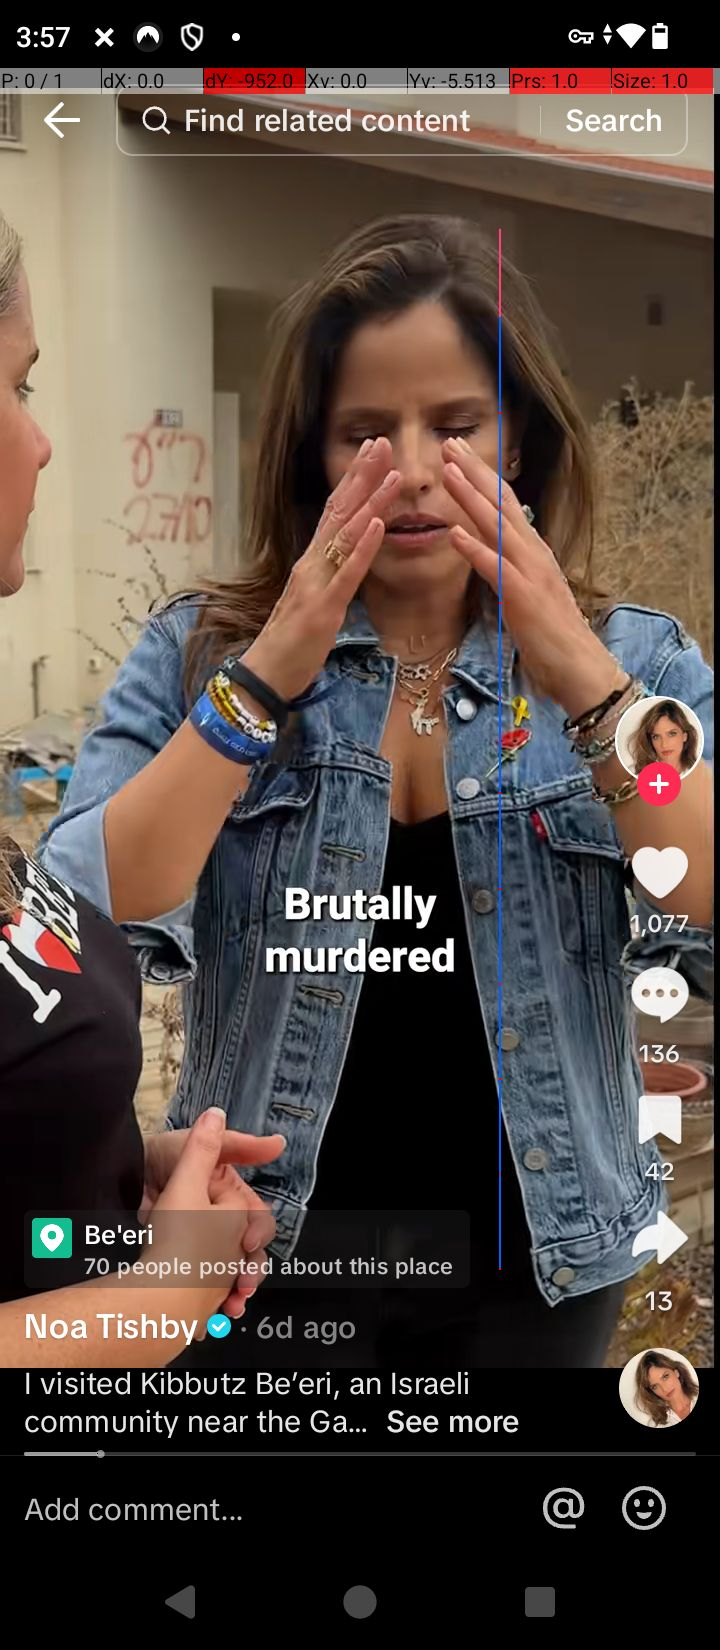 3:57
P: 0 / 1 dX: 0.0 dY: -952.0 Xv: 0.0 Yv: -5.513 Prs: 1.0 Size: 1.0
Find related content Search
27/10
Brutally
murdered
1,077
136
42
13
Be'eri
70 people posted about this place
Noa Tishby · 6d ago
I visited Kibbutz Be’eri, an Israeli
community near the Ga... See more
Add comment...